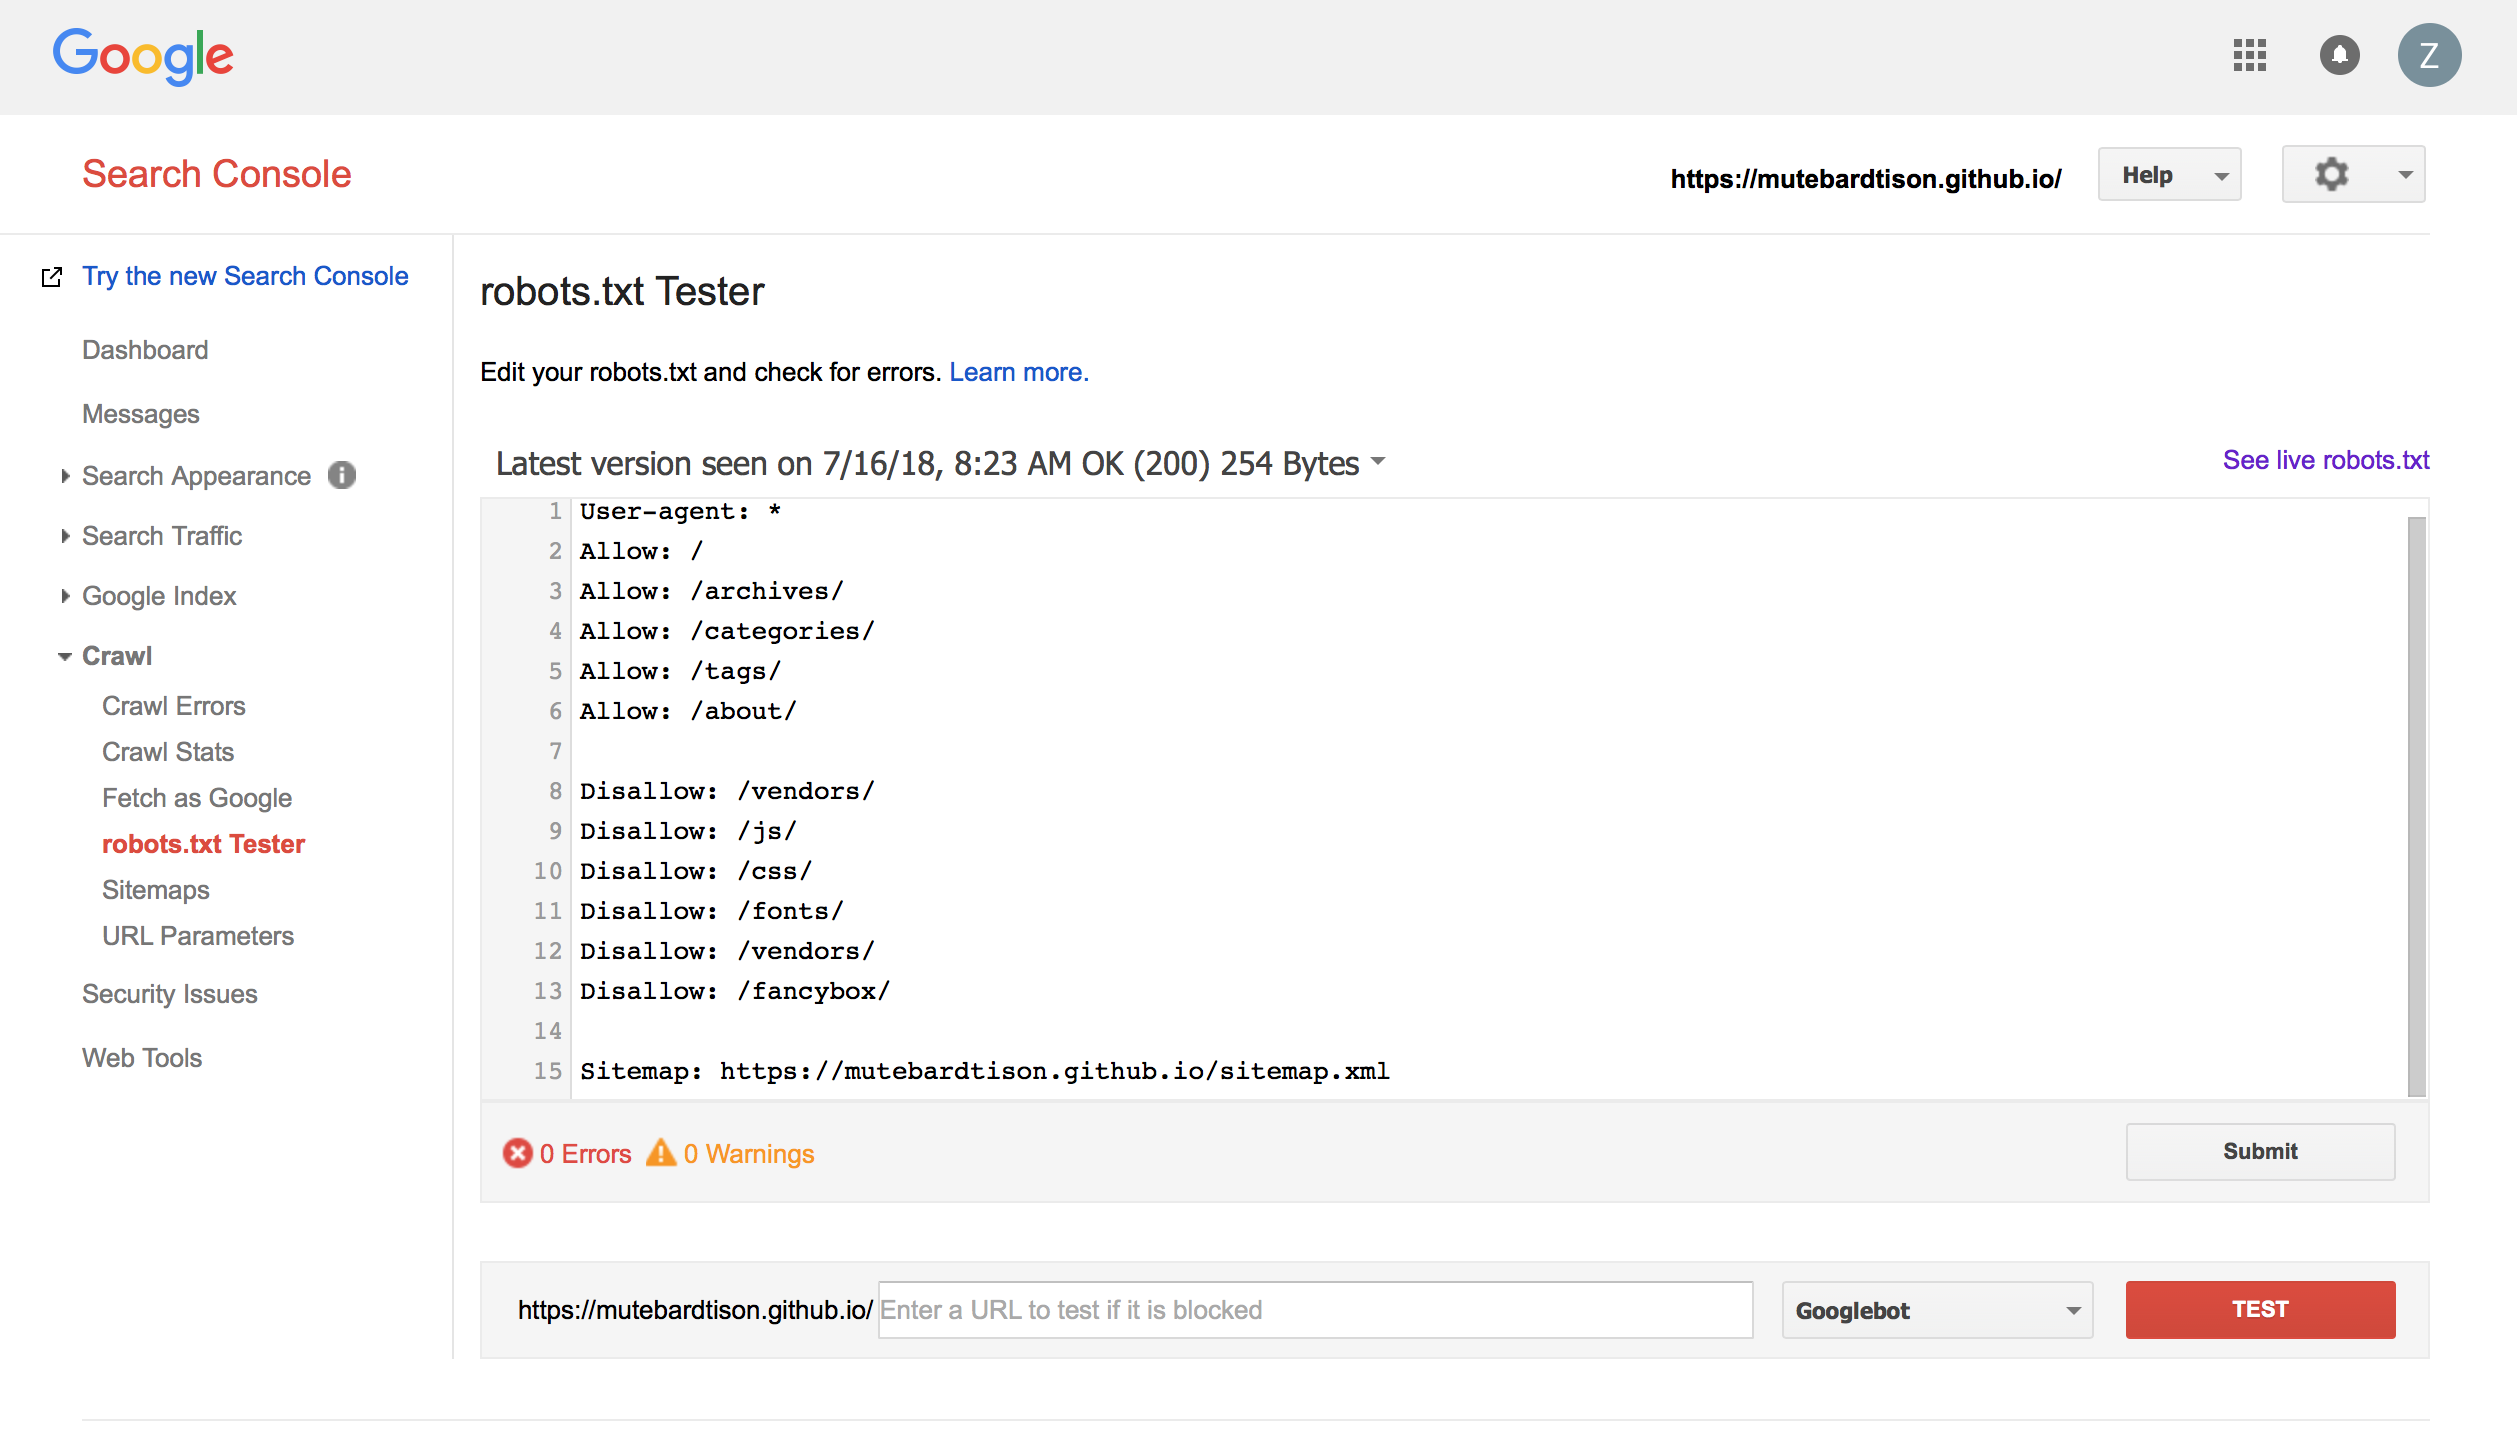 Google
Z
Search Console
https://mutebardtison.github.io/
Help
Try the new Search Console
Dashboard
Messages
Search Appearance
Search Traffic
Google Index
Crawl
Crawl Errors
Crawl Stats
Fetch as Google
robots.txt Tester
Sitemaps
URL Parameters
Security Issues
Web Tools
robots.txt Tester
Edit your robots.txt and check for errors. Learn more.
Latest version seen on 7/16/18, 8:23 AM OK (200) 254 Bytes
See live robots.txt
1 User-agent: *
2 Allow: /
3 Allow: /archives/
4 Allow: /categories/
5 Allow: /tags/
6 Allow: /about/
7
8 Disallow: /vendors/
9 Disallow: /js/
10 Disallow: /css/
11 Disallow: /fonts/
12 Disallow: /vendors/
13 Disallow: /fancybox/
14
15 Sitemap: https://mutebardtison.github.io/sitemap.xml
0 Errors 0 Warnings
Submit
https://mutebardtison.github.io/ Enter a URL to test if it is blocked
Googlebot
TEST